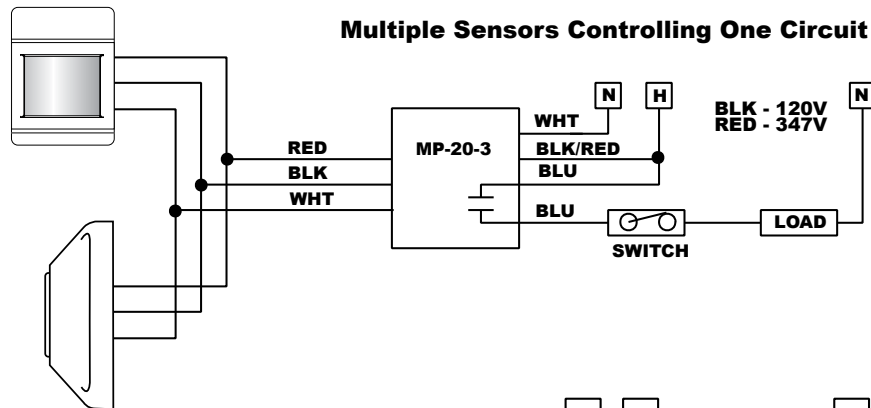 Multiple Sensors Controlling One Circuit
N
H
BLK - 120V
RED - 347V
N
WHT
RED
MP-20-3
BLK/RED
BLK
BLU
WHT
BLU
LOAD
SWITCH